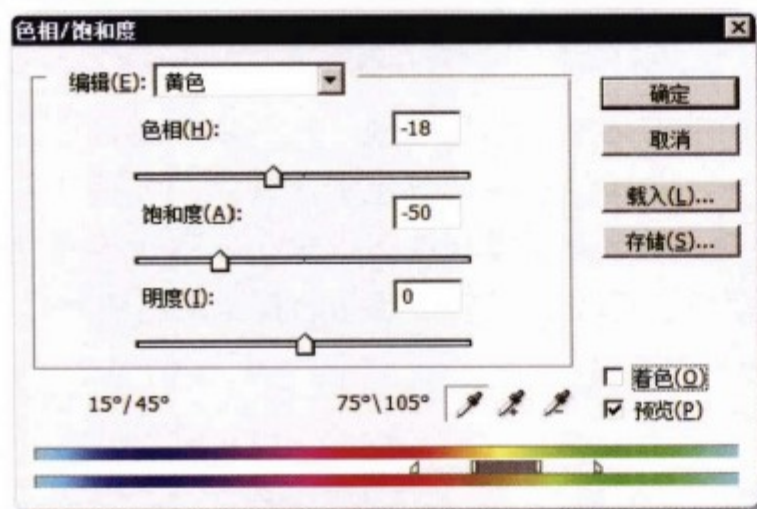 色相/饱和度
编辑(E): 黄色
色相(H): -18
饱和度(A): -50
明度(I): 0
确定
取消
载入(L)...
存储(S)...
着色(O)
预览(P)
15°/45° 75°\105°